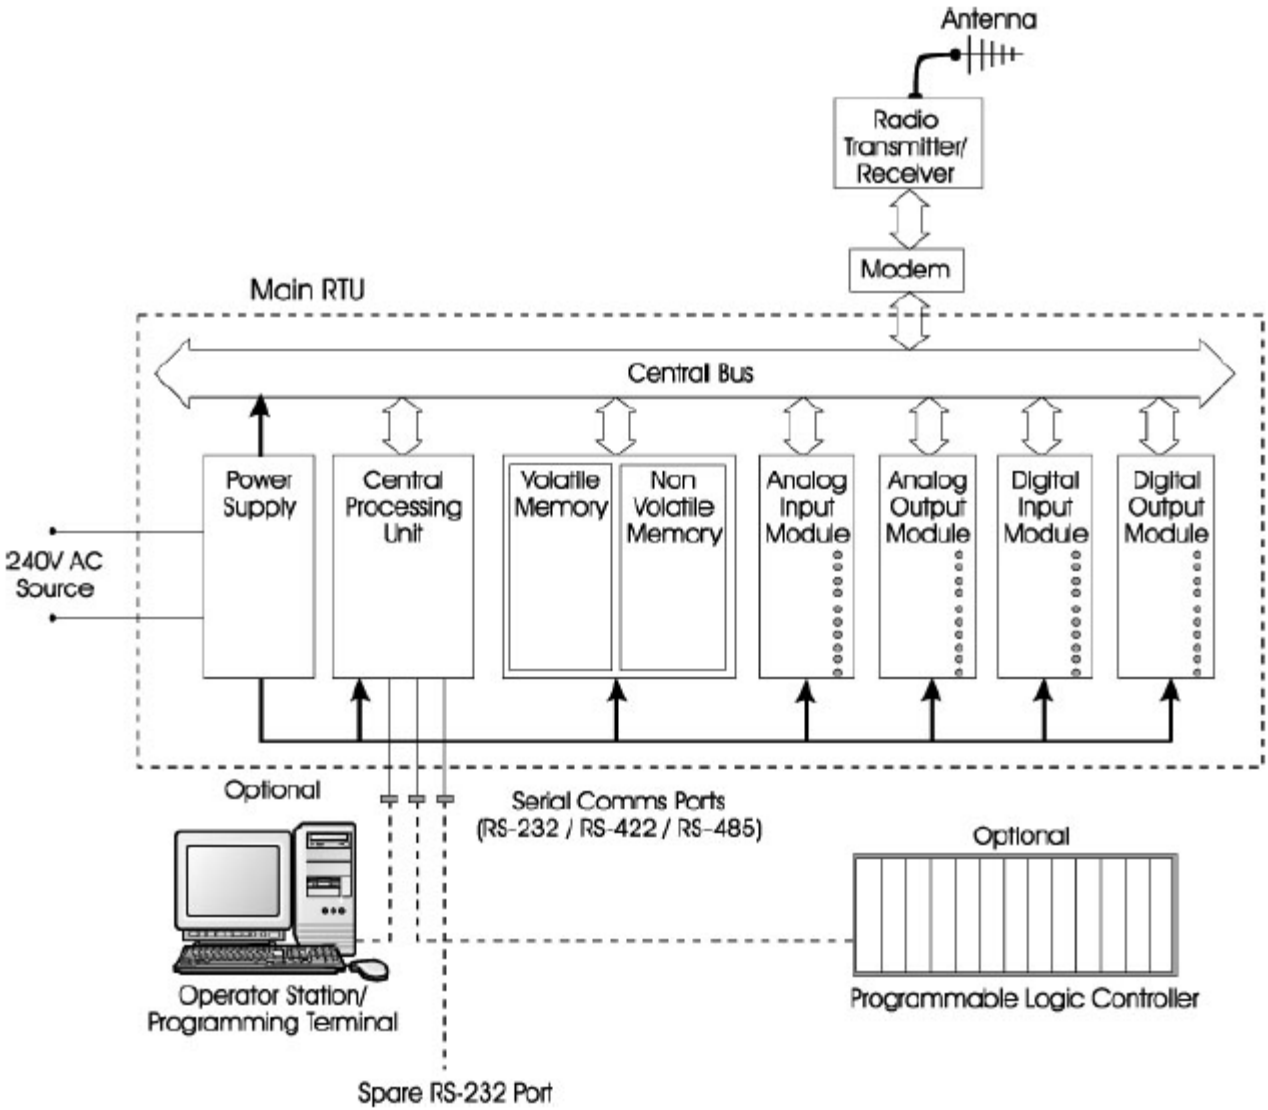 Antenna
Radio
Transmitter/
Receiver
Modem
Main RTU
Central Bus
Power
Supply
Central
Processing
Unit
Volatile
Memory
Non
Volatile
Memory
Analog
Input
Module
Analog
Output
Module
Digital
Input
Module
Digital
Output
Module
240V AC
Source
Optional
Serial Comms Ports
(RS-232 / RS-422 / RS-485)
Optional
Operator Station/
Programming Terminal
Programmable Logic Controller
Spare RS-232 Port